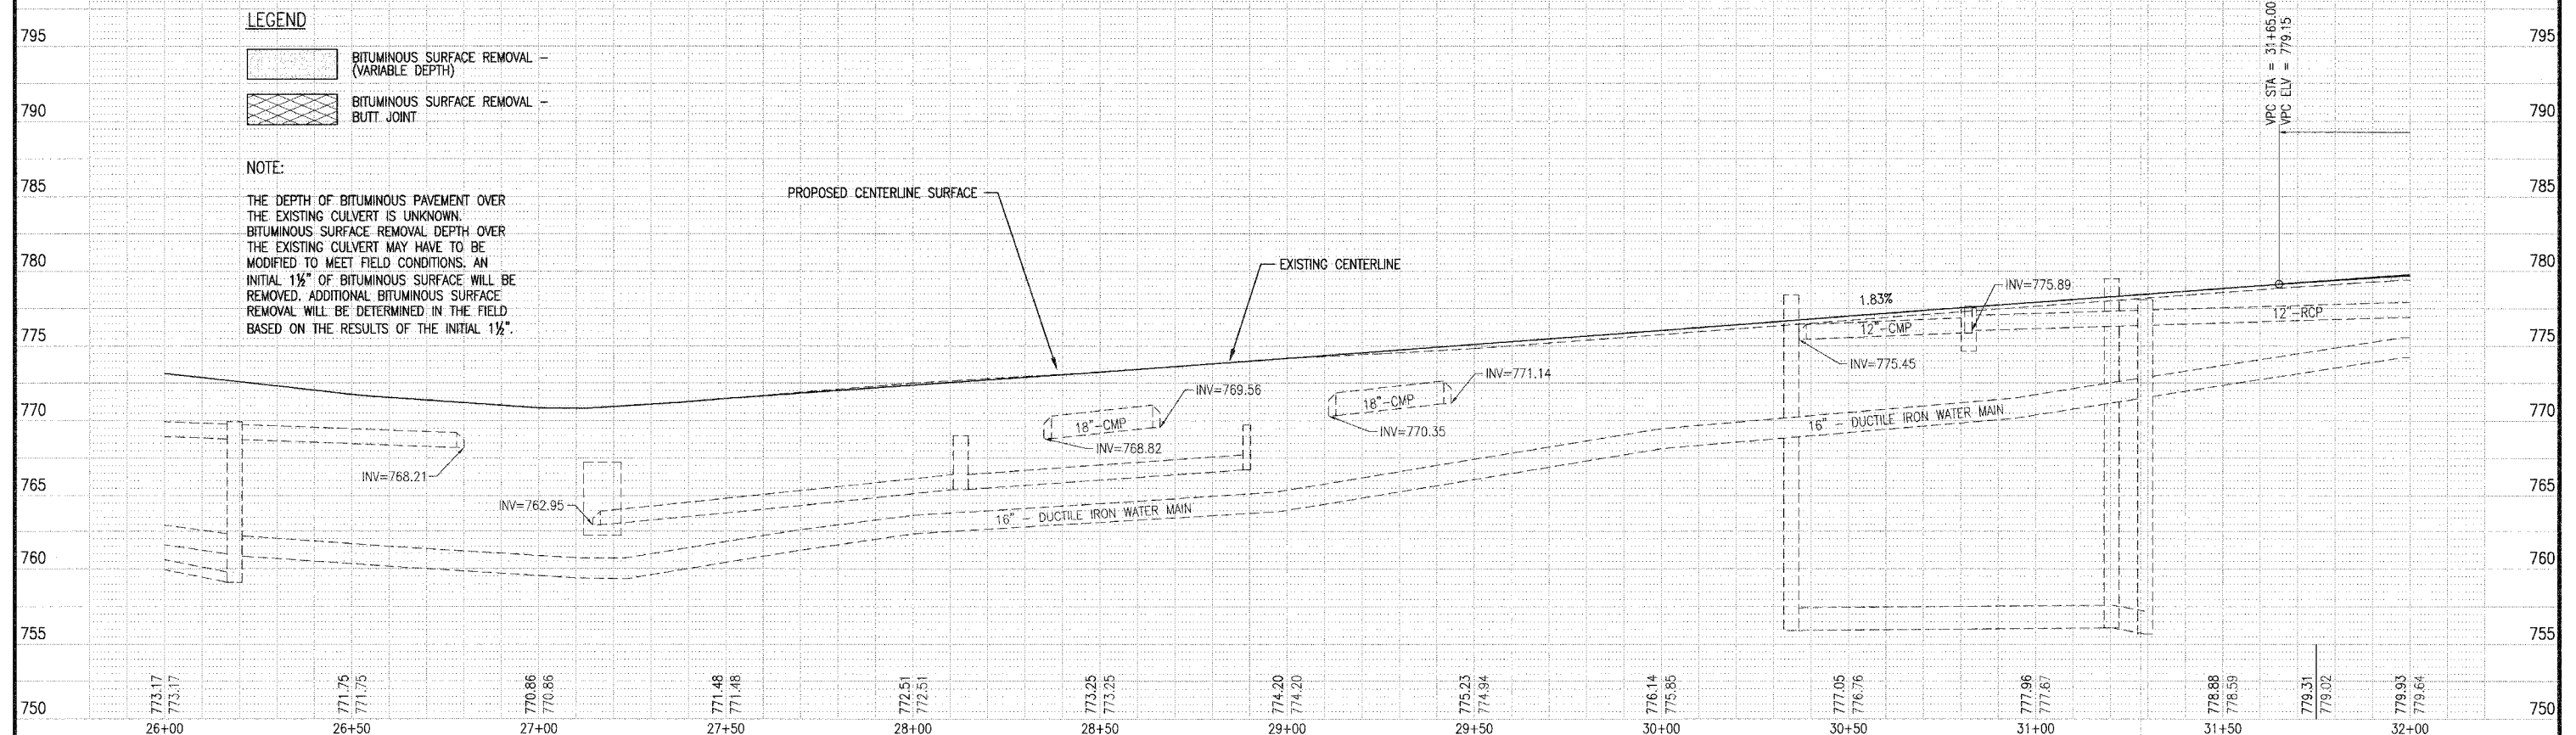 LEGEND
BITUMINOUS SURFACE REMOVAL –
(VARIABLE DEPTH)
BITUMINOUS SURFACE REMOVAL –
BUTT JOINT
NOTE:
THE DEPTH OF BITUMINOUS PAVEMENT OVER
THE EXISTING CULVERT IS UNKNOWN.
BITUMINOUS SURFACE REMOVAL DEPTH OVER
THE EXISTING CULVERT MAY HAVE TO BE
MODIFIED TO MEET FIELD CONDITIONS. AN
INITIAL 1½" OF BITUMINOUS SURFACE WILL BE
REMOVED. ADDITIONAL BITUMINOUS SURFACE
REMOVAL WILL BE DETERMINED IN THE FIELD
BASED ON THE RESULTS OF THE INITIAL 1½".
795
790
785
780
775
770
765
760
755
750
PROPOSED CENTERLINE SURFACE
EXISTING CENTERLINE
VPC STA = 31+65.00
VPC ELV = 779.15
1.83%
INV=775.89
12"-CMP
12"-RCP
INV=775.45
INV=771.14
18"-CMP
INV=770.35
INV=769.56
18"-CMP
INV=768.82
INV=768.21
INV=762.95
16" - DUCTILE IRON WATER MAIN
16" - DUCTILE IRON WATER MAIN
795
790
785
780
775
770
765
760
755
750
773.17
773.17
771.75
771.75
770.86
770.86
771.48
771.48
772.51
772.51
773.25
773.25
774.20
774.20
775.23
774.94
776.14
775.85
777.05
776.76
777.96
777.67
778.88
778.59
779.31
779.02
779.93
779.64
26+00
26+50
27+00
27+50
28+00
28+50
29+00
29+50
30+00
30+50
31+00
31+50
32+00